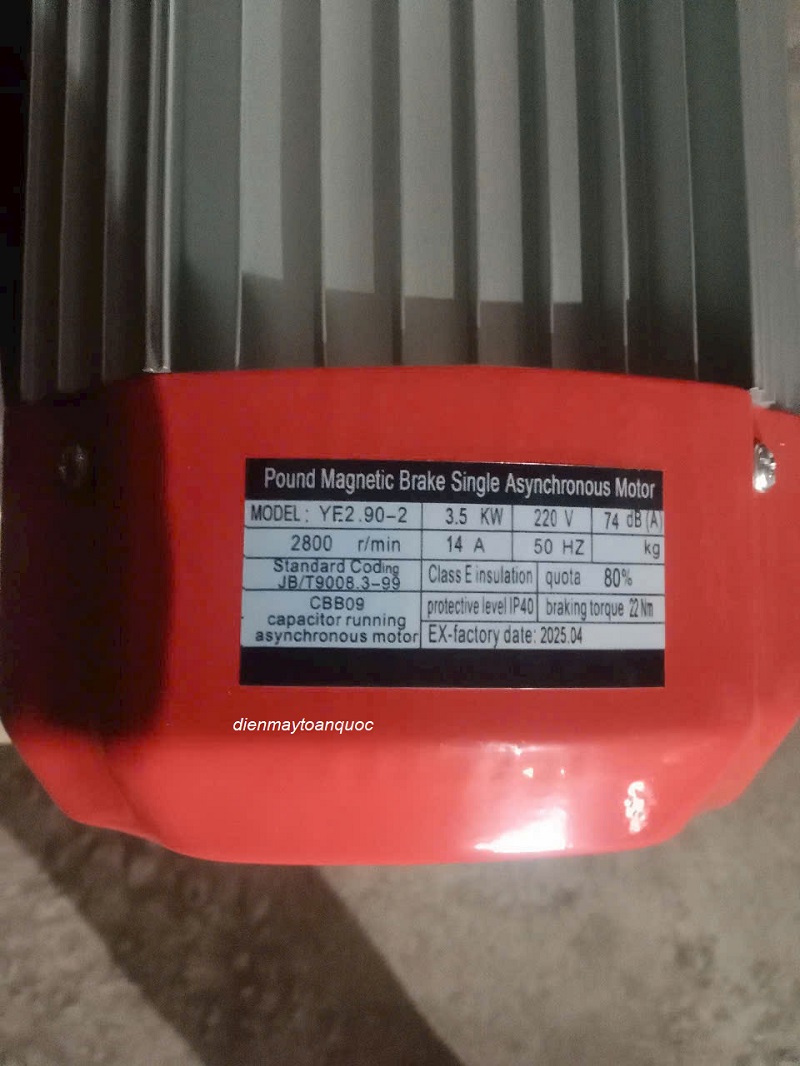 Pound Magnetic Brake Single Asynchronous Motor
MODEL: YE2.90-2 3.5 KW 220 V 74 dB(A)
2800 r/min 14 A 50 HZ kg
Standard Coding
JB/T9008.3-99
Class E insulation quota 80%
CBB09
capacitor running
asynchronous motor
protective level IP40 braking torque 22 Nm
EX-factory date: 2025.04
dienmaytoanquoc